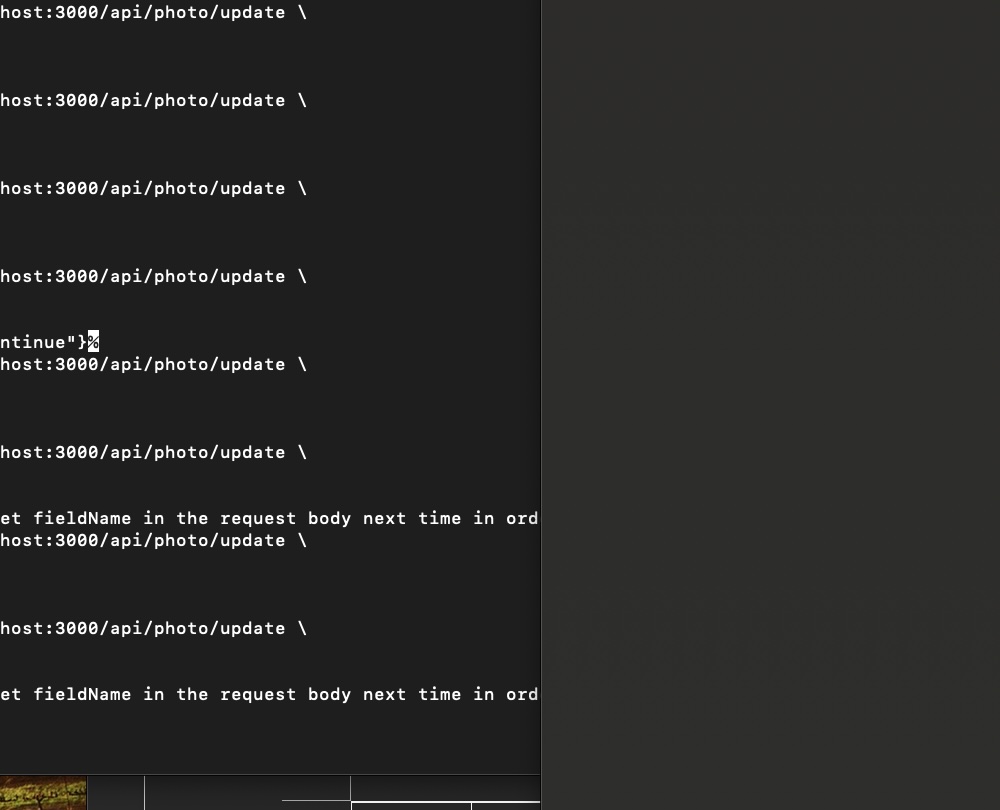 host:3000/api/photo/update \
host:3000/api/photo/update \
host:3000/api/photo/update \
host:3000/api/photo/update \
ntinue"}%
host:3000/api/photo/update \
host:3000/api/photo/update \
et fieldName in the request body next time in ord
host:3000/api/photo/update \
host:3000/api/photo/update \
et fieldName in the request body next time in ord